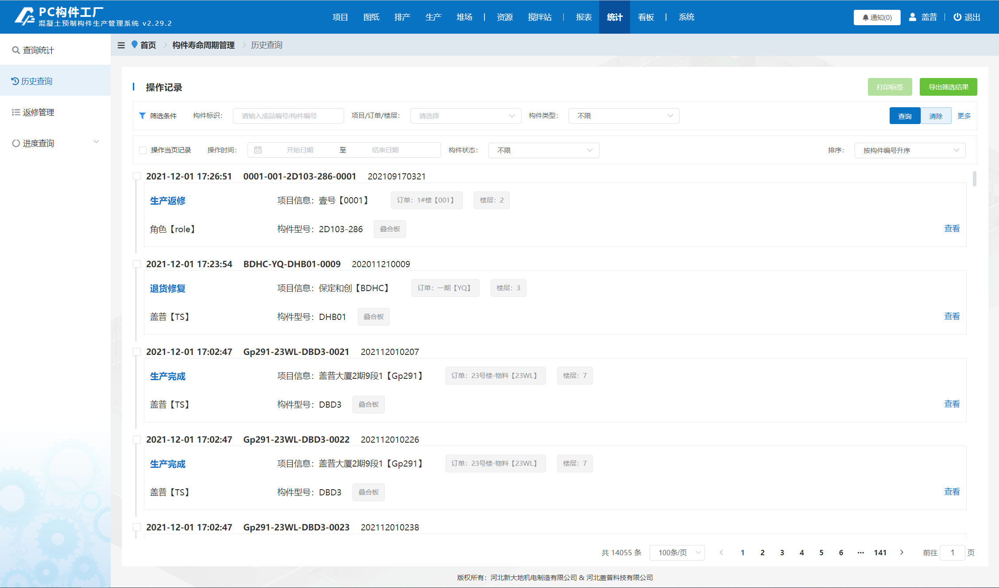 PC构件工厂
混凝土预制构件生产管理系统 v2.29.2
项目 图纸 排产 生产 堆场 | 资源 搅拌站 | 报表 统计 看板 | 系统
通知(0) 盖普 | 退出
查询统计
历史查询
返修管理
进度查询
首页 构件寿命周期管理 历史查询
操作记录
打印标签 导出筛选结果
筛选条件 构件标识： 请输入成品编号/构件编号 项目/订单/楼层： 请选择 构件类型： 不限 查询 清除 更多
操作当页记录 操作时间： 开始日期 至 结束日期 构件状态： 不限 排序： 按构件编号升序
2021-12-01 17:26:51 0001-001-2D103-286-0001 202109170321
生产返修 项目信息：壹号【0001】 订单：1#楼【001】 楼层：2
角色【role】 构件型号：2D103-286 叠合板 查看
2021-12-01 17:23:54 BDHC-YQ-DHB01-0009 202011210009
退货修复 项目信息：保定和创【BDHC】 订单：一期【YQ】 楼层：3
盖普【TS】 构件型号：DHB01 叠合板 查看
2021-12-01 17:02:47 Gp291-23WL-DBD3-0021 202112010207
生产完成 项目信息：盖普大厦2期9段1【Gp291】 订单：23号楼-物料【23WL】 楼层：7
盖普【TS】 构件型号：DBD3 叠合板 查看
2021-12-01 17:02:47 Gp291-23WL-DBD3-0022 202112010226
生产完成 项目信息：盖普大厦2期9段1【Gp291】 订单：23号楼-物料【23WL】 楼层：7
盖普【TS】 构件型号：DBD3 叠合板 查看
2021-12-01 17:02:47 Gp291-23WL-DBD3-0023 202112010238
共 14055 条 100条/页 1 2 3 4 5 6 ··· 141 前往 1 页
版权所有：河北新大地机电制造有限公司 & 河北盖普科技有限公司